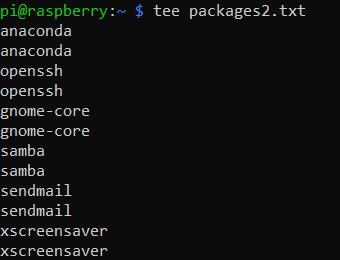 pi@raspberry:~ $ tee packages2.txt
anaconda
anaconda
openssh
openssh
gnome-core
gnome-core
samba
samba
sendmail
sendmail
xscreensaver
xscreensaver